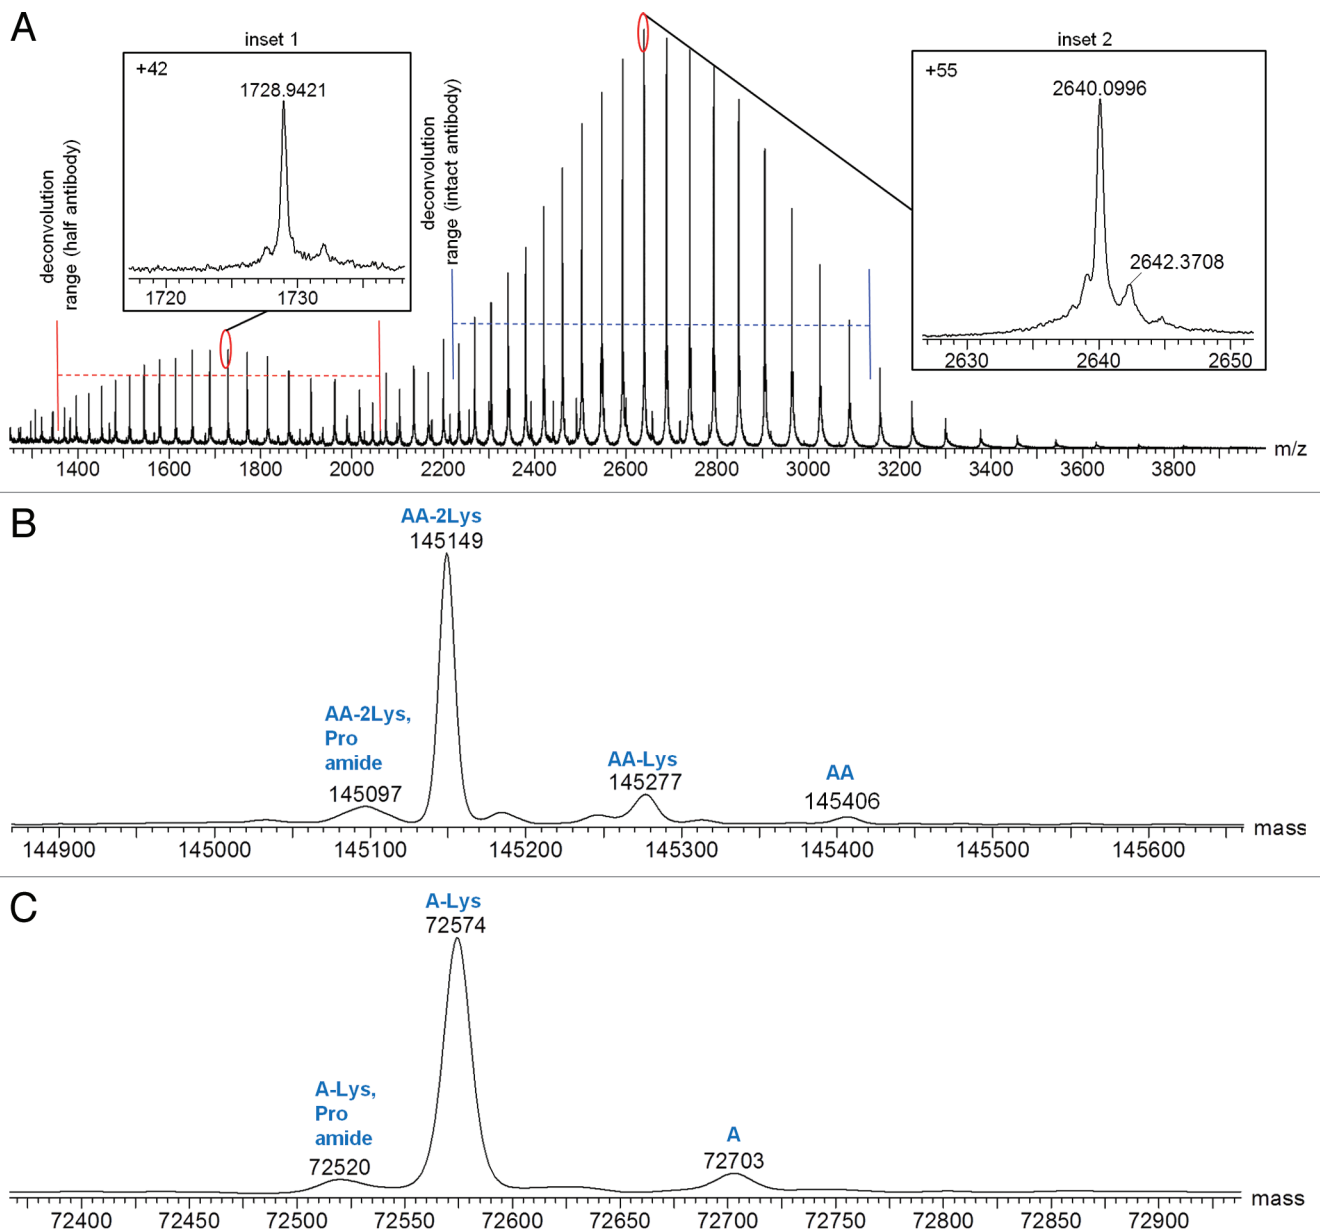 A
inset 1
+42
1728.9421
1720 1730
deconvolution
range (half antibody)
deconvolution
range (intact antibody)
inset 2
+55
2640.0996
2642.3708
2630 2640 2650
1400 1600 1800 2000 2200 2400 2600 2800 3000 3200 3400 3600 3800
m/z
B
AA-2Lys
145149
AA-2Lys,
Pro
amide
145097
AA-Lys
145277
AA
145406
144900 145000 145100 145200 145300 145400 145500 145600
mass
C
A-Lys
72574
A-Lys,
Pro
amide
72520
A
72703
72400 72450 72500 72550 72600 72650 72700 72750 72800 72850 72900
mass